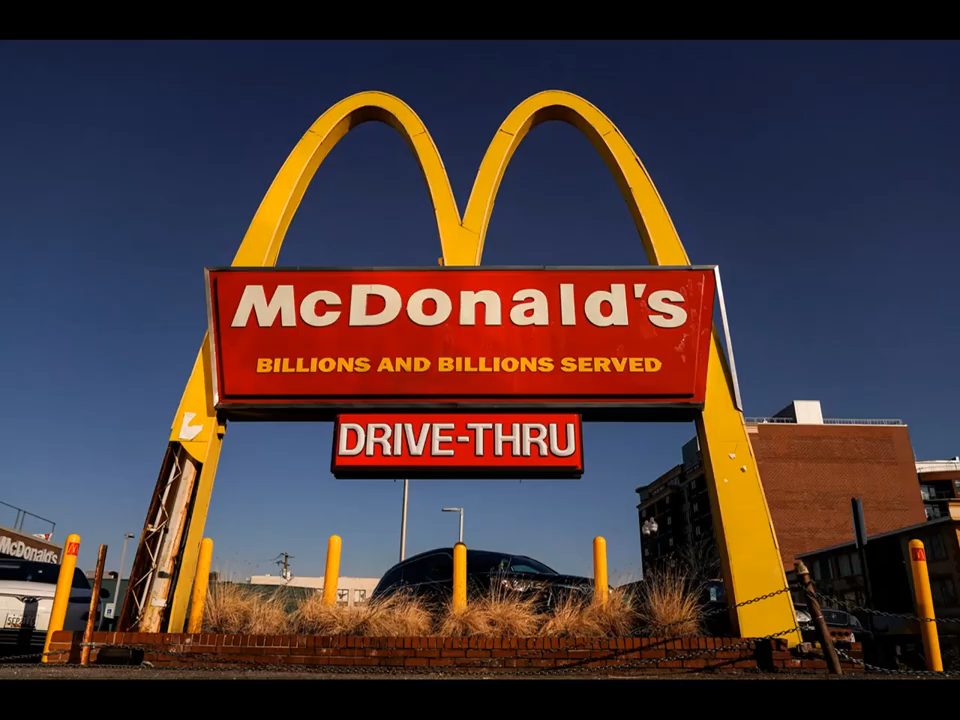 McDonald's
BILLIONS AND BILLIONS SERVED
DRIVE-THRU
McDonald's